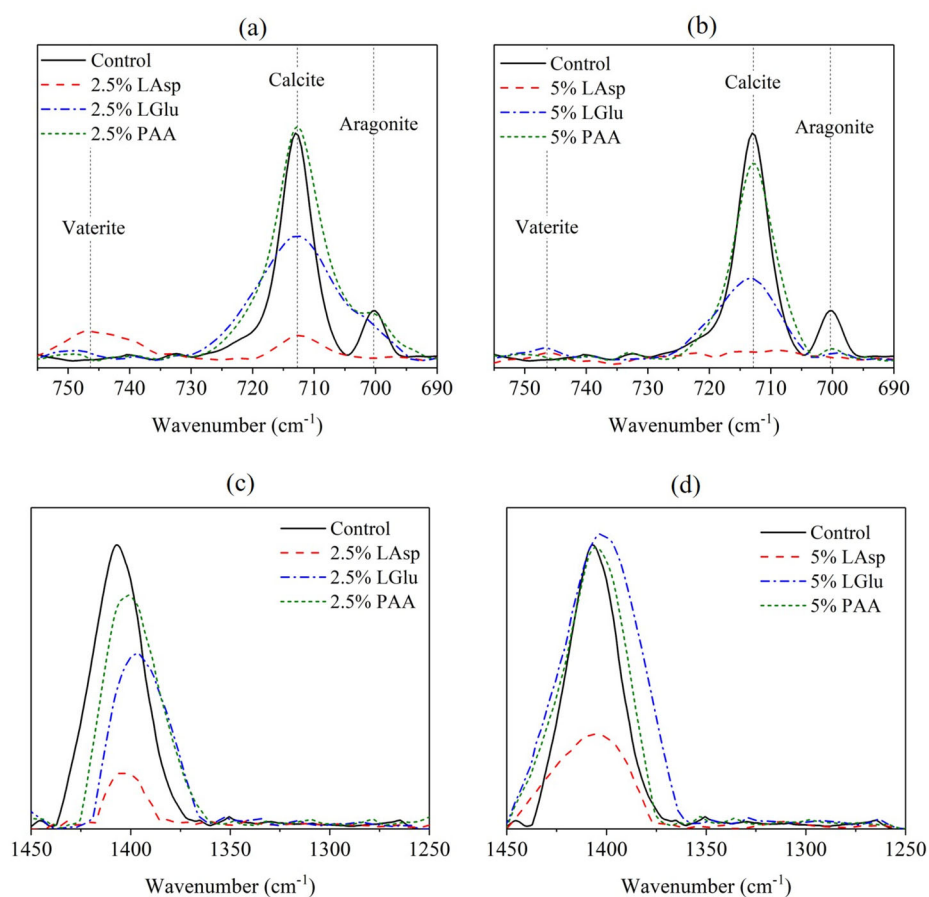 (a)
Control
2.5% LAsp
2.5% LGlu
2.5% PAA
Calcite
Aragonite
Vaterite
750 740 730 720 710 700 690
Wavenumber (cm⁻¹)
(b)
Control
5% LAsp
5% LGlu
5% PAA
Calcite
Aragonite
Vaterite
750 740 730 720 710 700 690
Wavenumber (cm⁻¹)
(c)
Control
2.5% LAsp
2.5% LGlu
2.5% PAA
1450 1400 1350 1300 1250
Wavenumber (cm⁻¹)
(d)
Control
5% LAsp
5% LGlu
5% PAA
1450 1400 1350 1300 1250
Wavenumber (cm⁻¹)